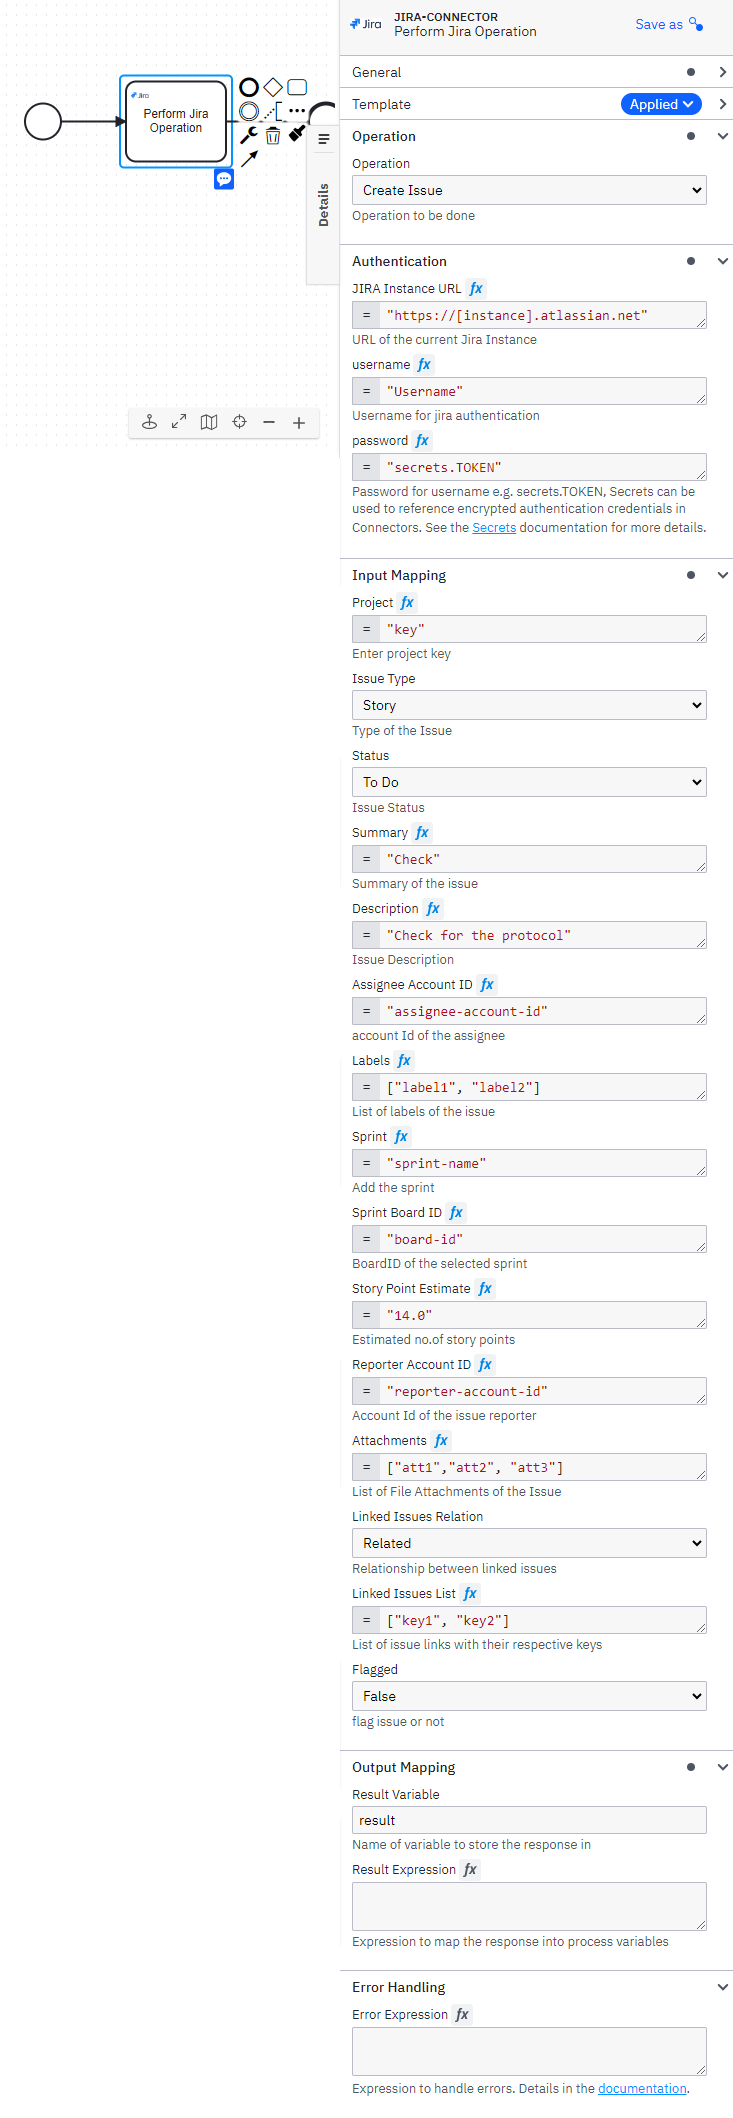 Jira
JIRA-CONNECTOR
Perform Jira Operation
Save as
General
Template
Applied
Jira
Perform Jira
Operation
Details
Operation
Operation
Create Issue
Operation to be done
Authentication
JIRA Instance URL fx
= "https://[instance].atlassian.net"
URL of the current Jira Instance
username fx
= "Username"
Username for jira authentication
password fx
= "secrets.TOKEN"
Password for username e.g. secrets.TOKEN, Secrets can be
used to reference encrypted authentication credentials in
Connectors. See the Secrets documentation for more details.
Input Mapping
Project fx
= "key"
Enter project key
Issue Type
Story
Type of the Issue
Status
To Do
Issue Status
Summary fx
= "Check"
Summary of the issue
Description fx
= "Check for the protocol"
Issue Description
Assignee Account ID fx
= "assignee-account-id"
account Id of the assignee
Labels fx
= ["label1", "label2"]
List of labels of the issue
Sprint fx
= "sprint-name"
Add the sprint
Sprint Board ID fx
= "board-id"
BoardID of the selected sprint
Story Point Estimate fx
= "14.0"
Estimated no.of story points
Reporter Account ID fx
= "reporter-account-id"
Account Id of the issue reporter
Attachments fx
= ["att1","att2", "att3"]
List of File Attachments of the Issue
Linked Issues Relation
Related
Relationship between linked issues
Linked Issues List fx
= ["key1", "key2"]
List of issue links with their respective keys
Flagged
False
flag issue or not
Output Mapping
Result Variable
result
Name of variable to store the response in
Result Expression fx
Expression to map the response into process variables
Error Handling
Error Expression fx
Expression to handle errors. Details in the documentation.